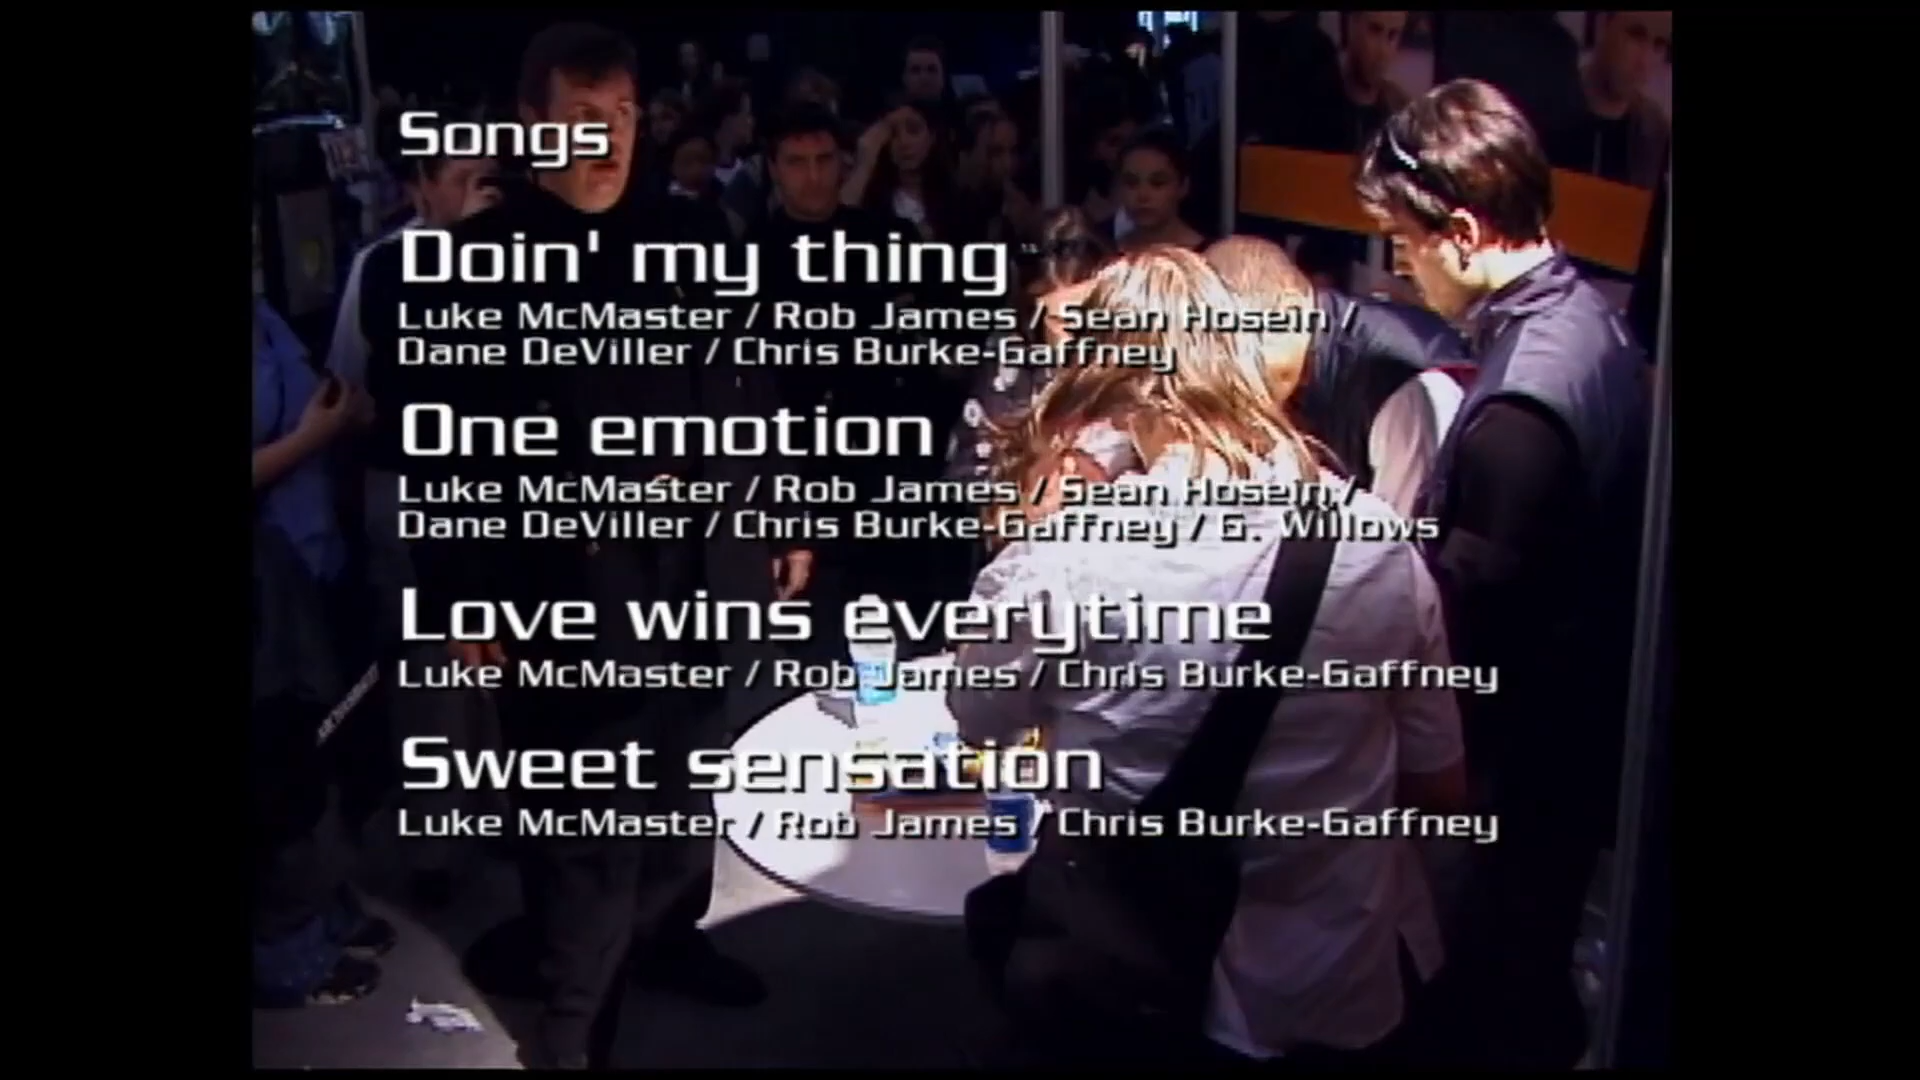 Songs
Doin' my thing
Luke McMaster / Rob James / Sean Hosein /
Dane DeViller / Chris Burke-Gaffney
One emotion
Luke McMaster / Rob James / Sean Hosein /
Dane DeViller / Chris Burke-Gaffney / G. Willows
Love wins everytime
Luke McMaster / Rob James / Chris Burke-Gaffney
Sweet sensation
Luke McMaster / Rob James / Chris Burke-Gaffney